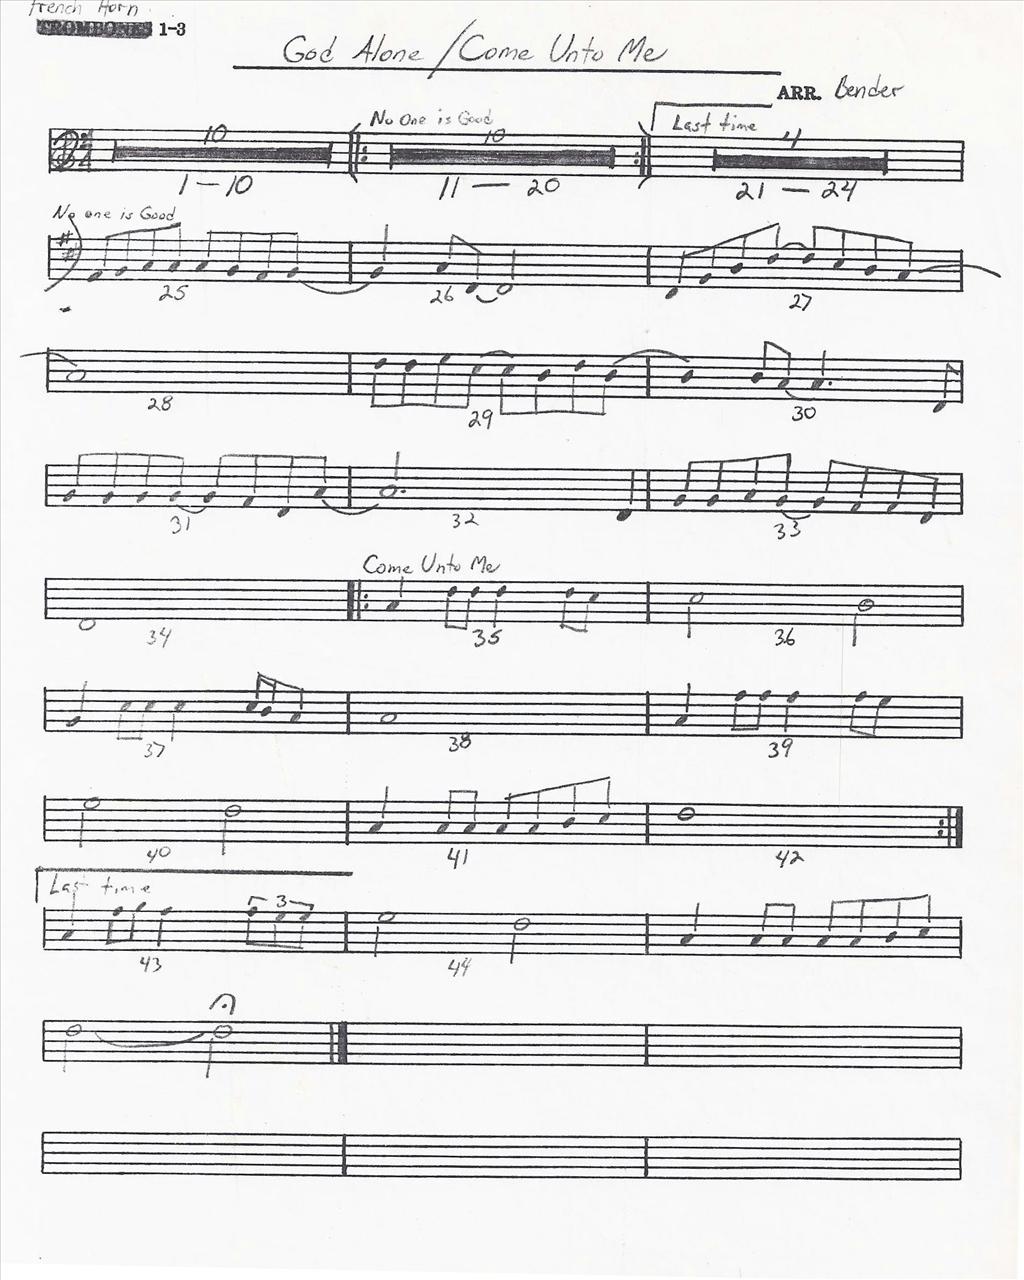 French Horn
TROMBONES 1-3
God Alone / Come Unto Me
ARR. Bender
No One is Good
Last time
10 10 4
1-10 11-20 21-24
No one is Good
25 26 27
28 29 30
31 32 33
Come Unto Me
34 35 36
37 38 39
40 41 42
Last time
3
43 44